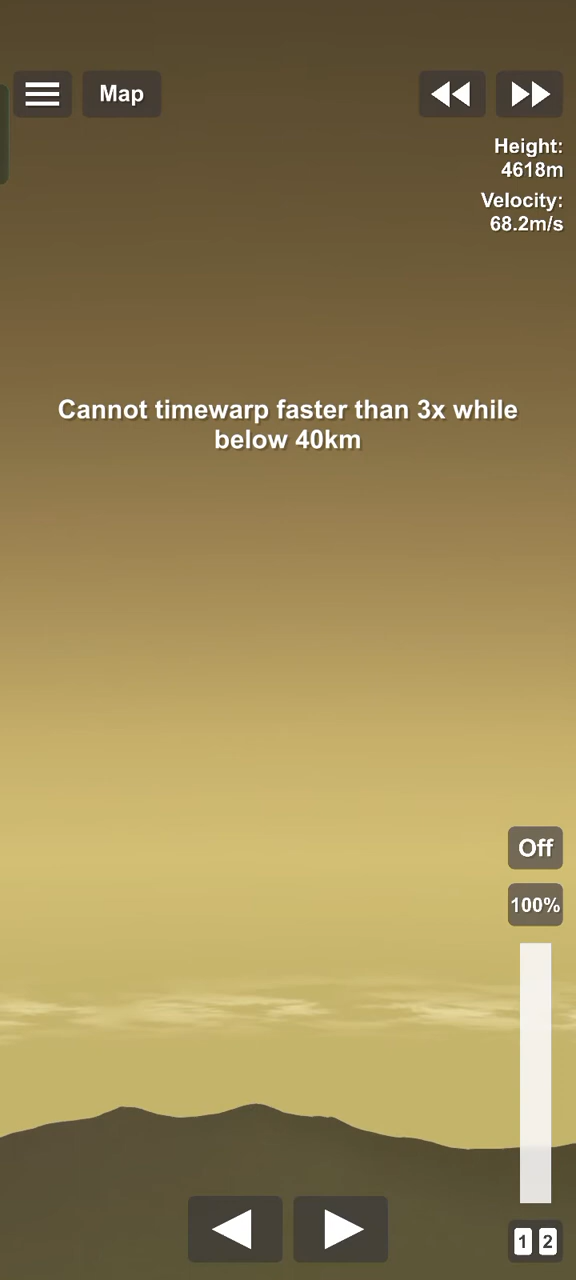 Map
Height:
4618m
Velocity:
68.2m/s
Cannot timewarp faster than 3x while
below 40km
Off
100%
1 2